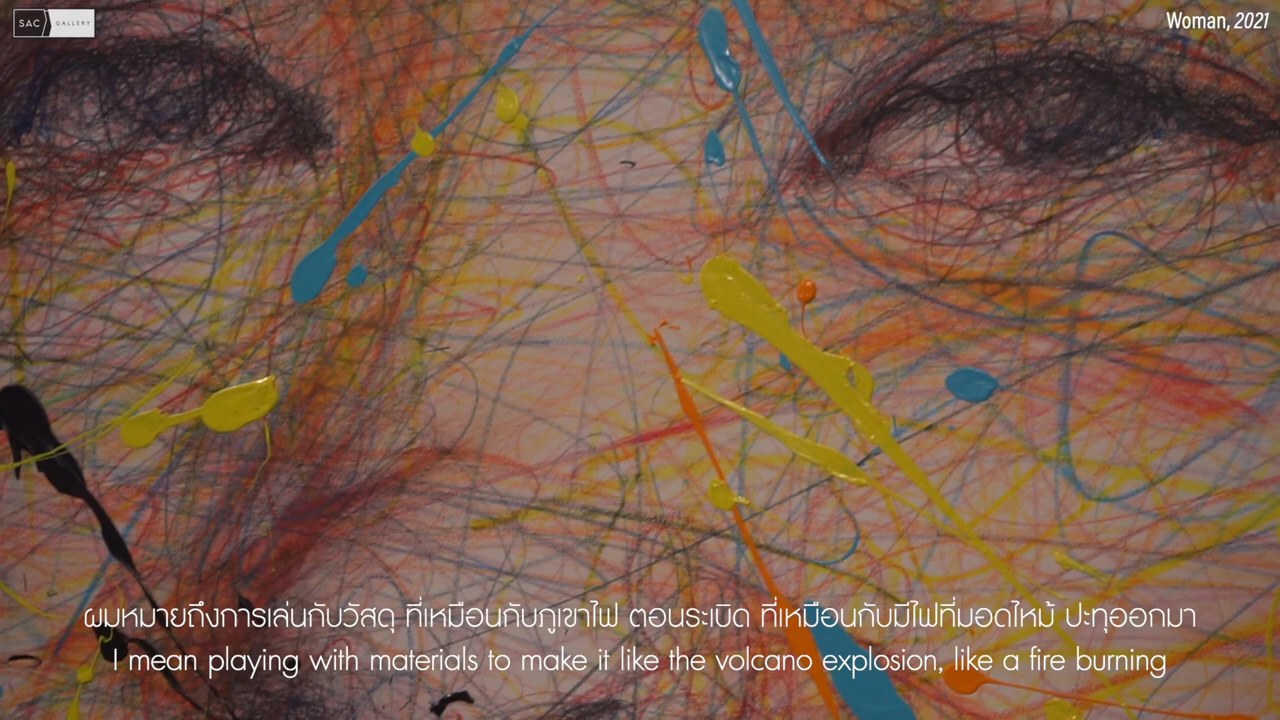 SAC GALLERY
Woman, 2021
ผมหมายถึงการเล่นกับวัสดุ ที่เหมือนกับภูเขาไฟ ตอนระเบิด ที่เหมือนกับมีไฟที่มอดไหม้ ปะทุออกมา
I mean playing with materials to make it like the volcano explosion, like a fire burning